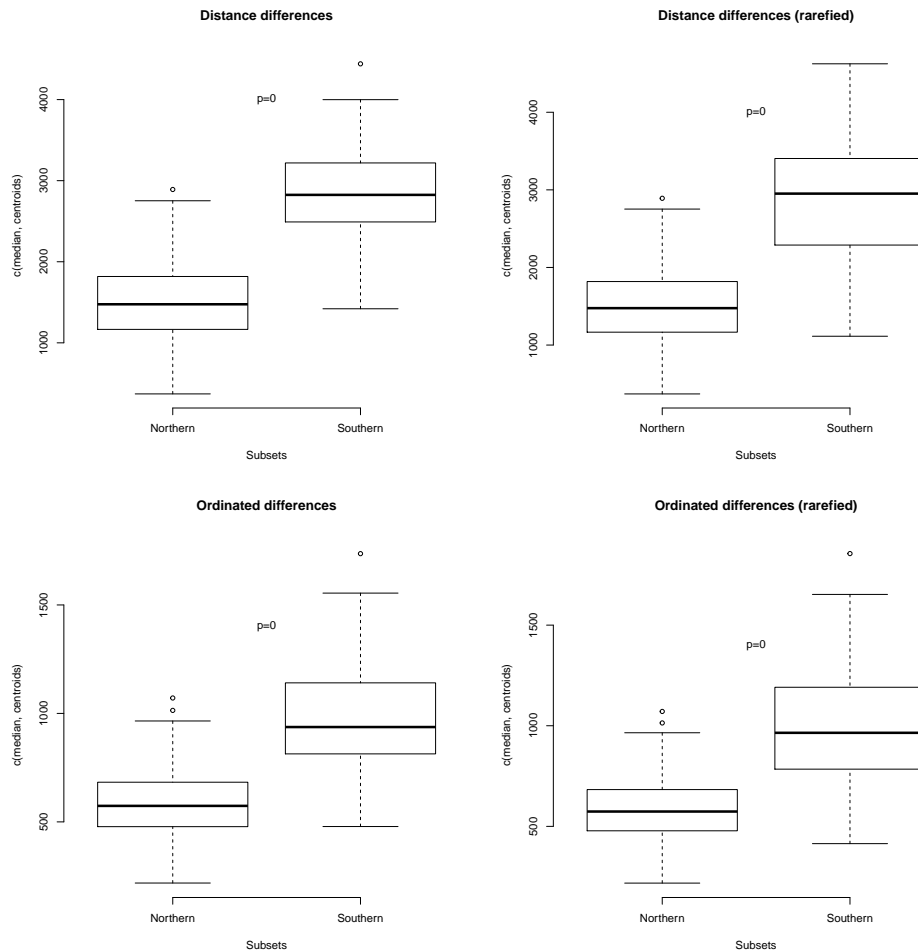 Distance differences
p=0
c(median, centroids)
4000
3000
2000
1000
Northern
Southern
Subsets
Distance differences (rarefied)
p=0
c(median, centroids)
4000
3000
2000
1000
Northern
Southern
Subsets
Ordinated differences
p=0
c(median, centroids)
1500
1000
500
Northern
Southern
Subsets
Ordinated differences (rarefied)
p=0
c(median, centroids)
1500
1000
500
Northern
Southern
Subsets